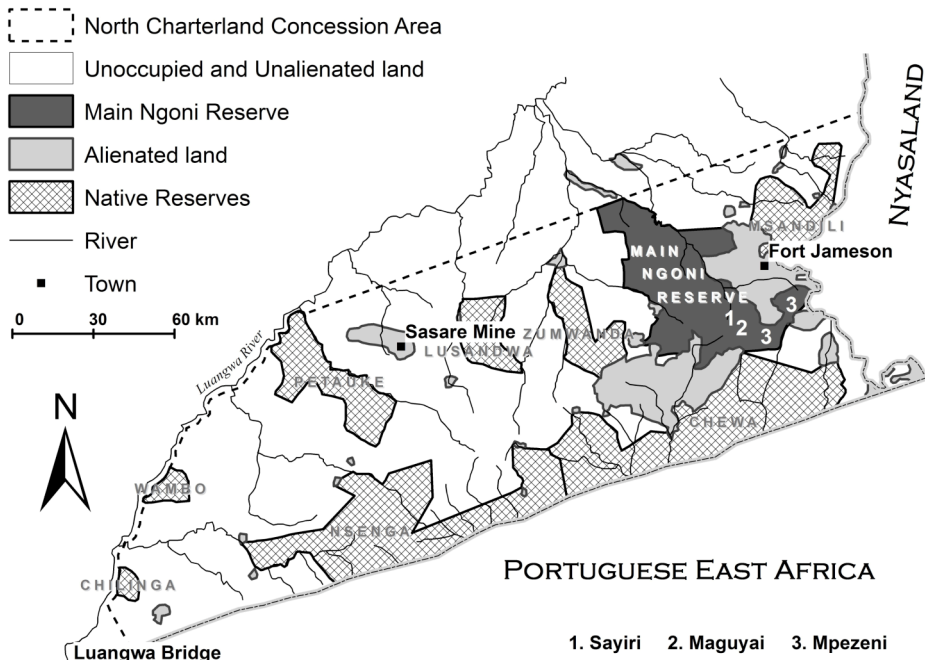 North Charterland Concession Area
Unoccupied and Unalienated land
Main Ngoni Reserve
Alienated land
Native Reserves
River
Town
0 30 60 km
N
NYASALAND
MSANDILI
Fort Jameson
MAIN
NGONI
RESERVE
1
2
3
3
Sasare Mine
LUSANDWA
ZUMWANDA
Luangwa River
PETAUKE
CHEWA
WAMBO
NSENGA
CHILINGA
PORTUGUESE EAST AFRICA
Luangwa Bridge
1. Sayiri 2. Maguyai 3. Mpezeni